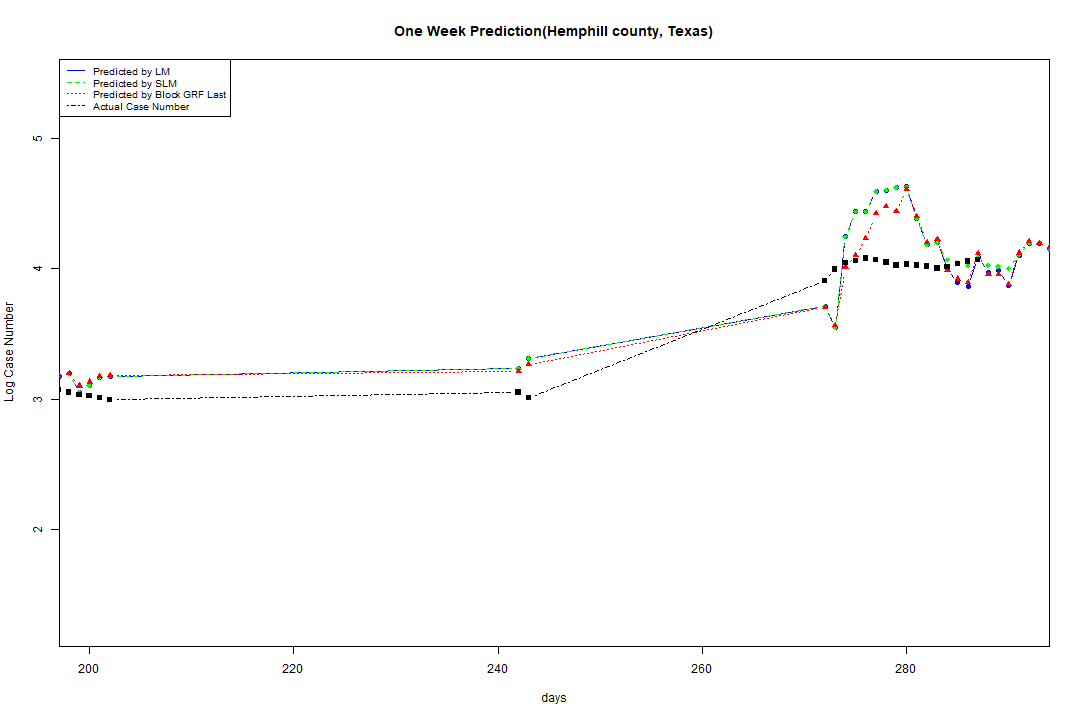 One Week Prediction(Hemphill county, Texas)
Predicted by LM
Predicted by SLM
Predicted by Block GRF Last
Actual Case Number
5
4
3
2
Log Case Number
200 220 240 260 280
days